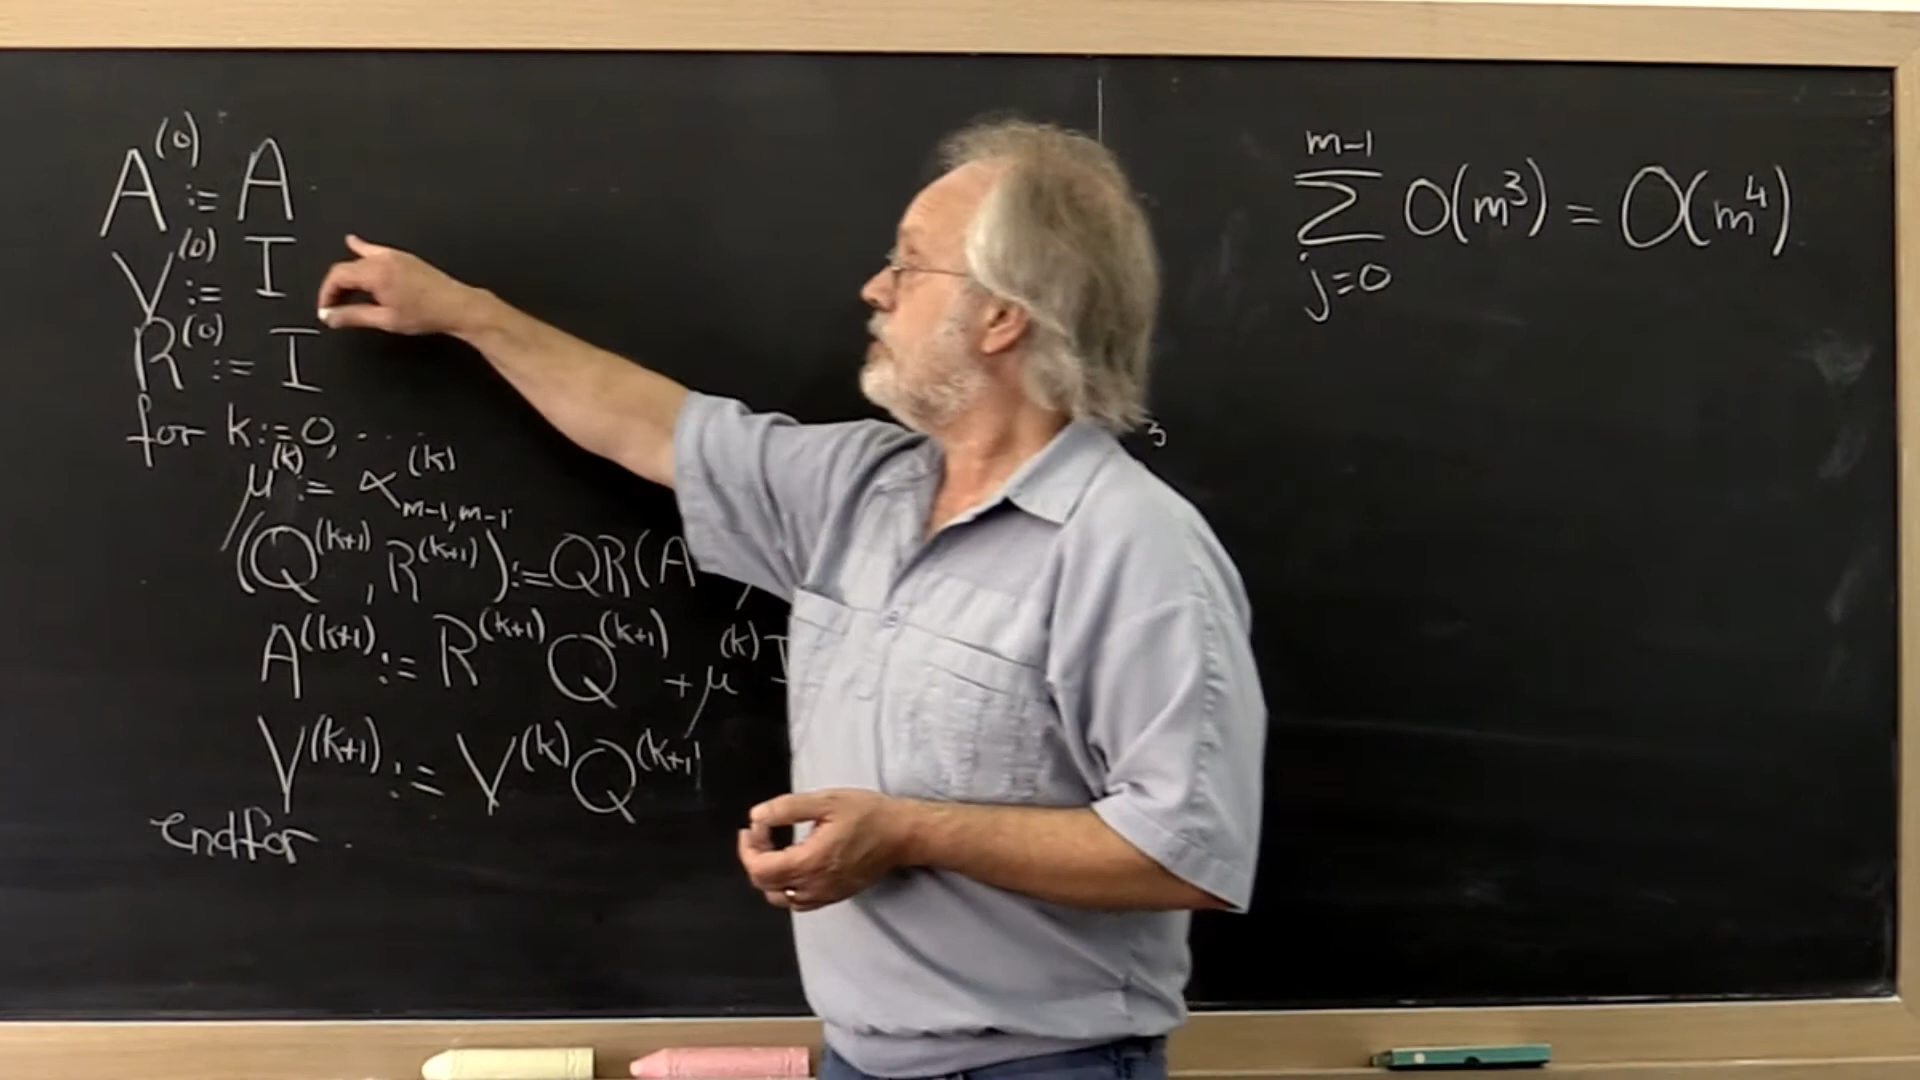 A^(0) := A
V^(0) := I
R^(0) := I
for k := 0, ...
μ^(k) := α^(k)_{m-1,m-1}
(Q^(k+1), R^(k+1)) := QR(A
A^(k+1) := R^(k+1) Q^(k+1) + μ^(k) I
V^(k+1) := V^(k) Q^(k+1)
endfor
∑_{j=0}^{m-1} O(m^3) = O(m^4)
3